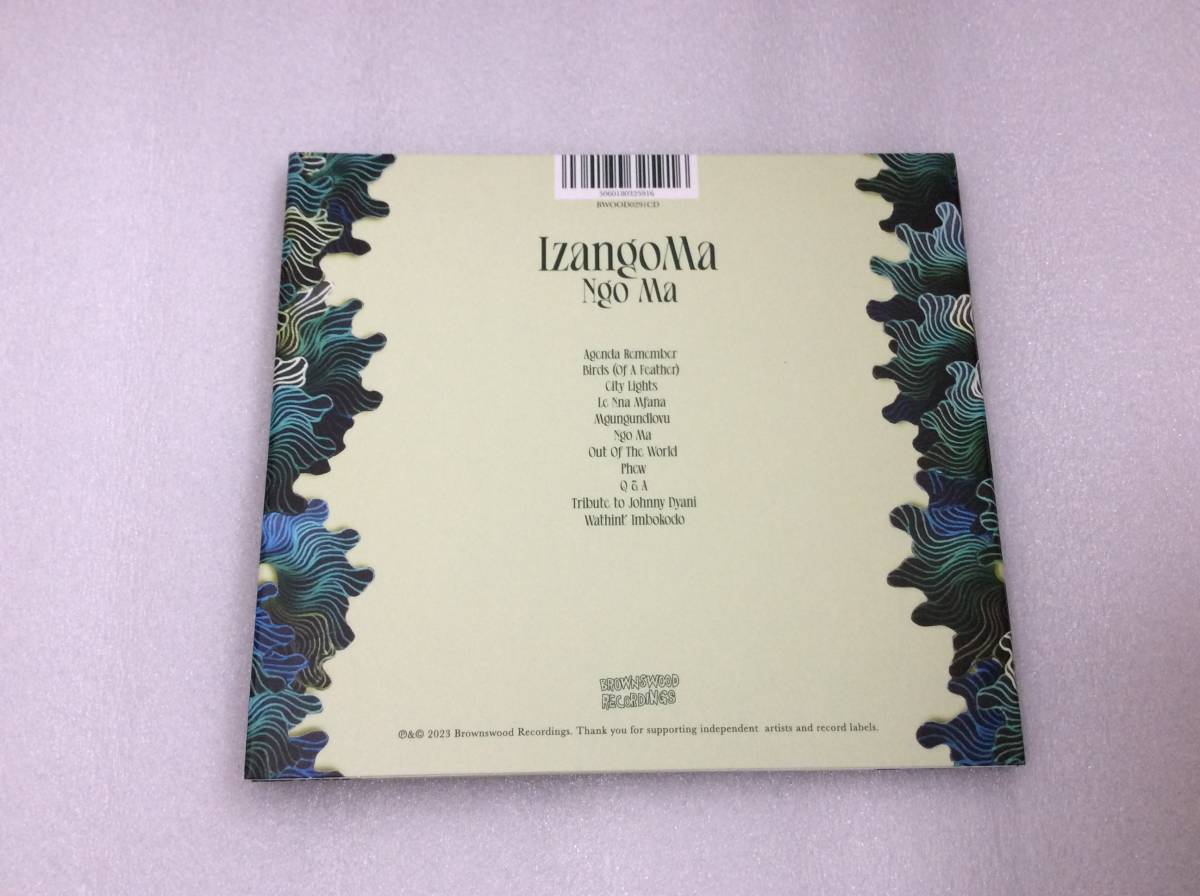 5060180325916
BWOOD0291CD
IzangoMa
Ngo Ma
Agenda Remember
Birds (Of A Feather)
City Lights
Le Nna Mfana
Mgungundlovu
Ngo Ma
Out Of The World
Phew
Q & A
Tribute to Johnny Dyani
Wathint' Imbokodo
BROWNSWOOD
RECORDINGS
℗&© 2023 Brownswood Recordings. Thank you for supporting independent artists and record labels.